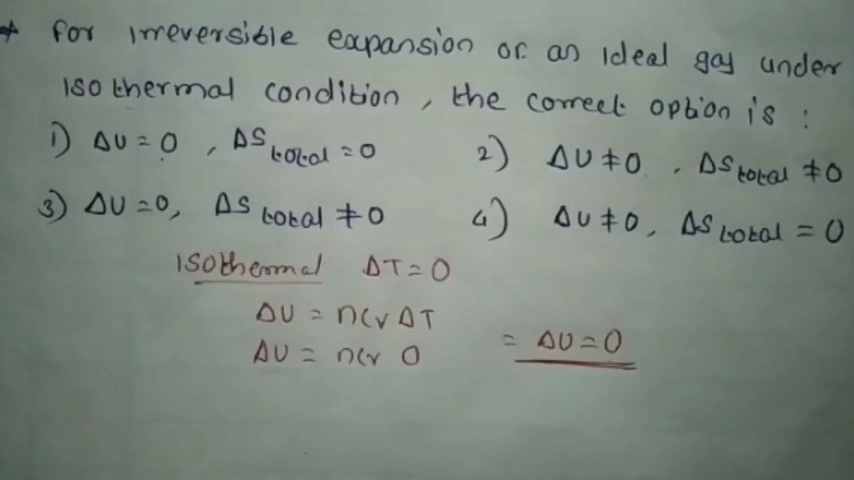 * For irreversible expansion of an ideal gas under
isothermal condition, the correct option is :
1) ΔU = 0, ΔS total = 0 2) ΔU ≠ 0, ΔS total ≠ 0
3) ΔU = 0, ΔS total ≠ 0 4) ΔU ≠ 0, ΔS total = 0
Isothermal ΔT = 0
ΔU = nCv ΔT
ΔU = nCv 0 = ΔU = 0